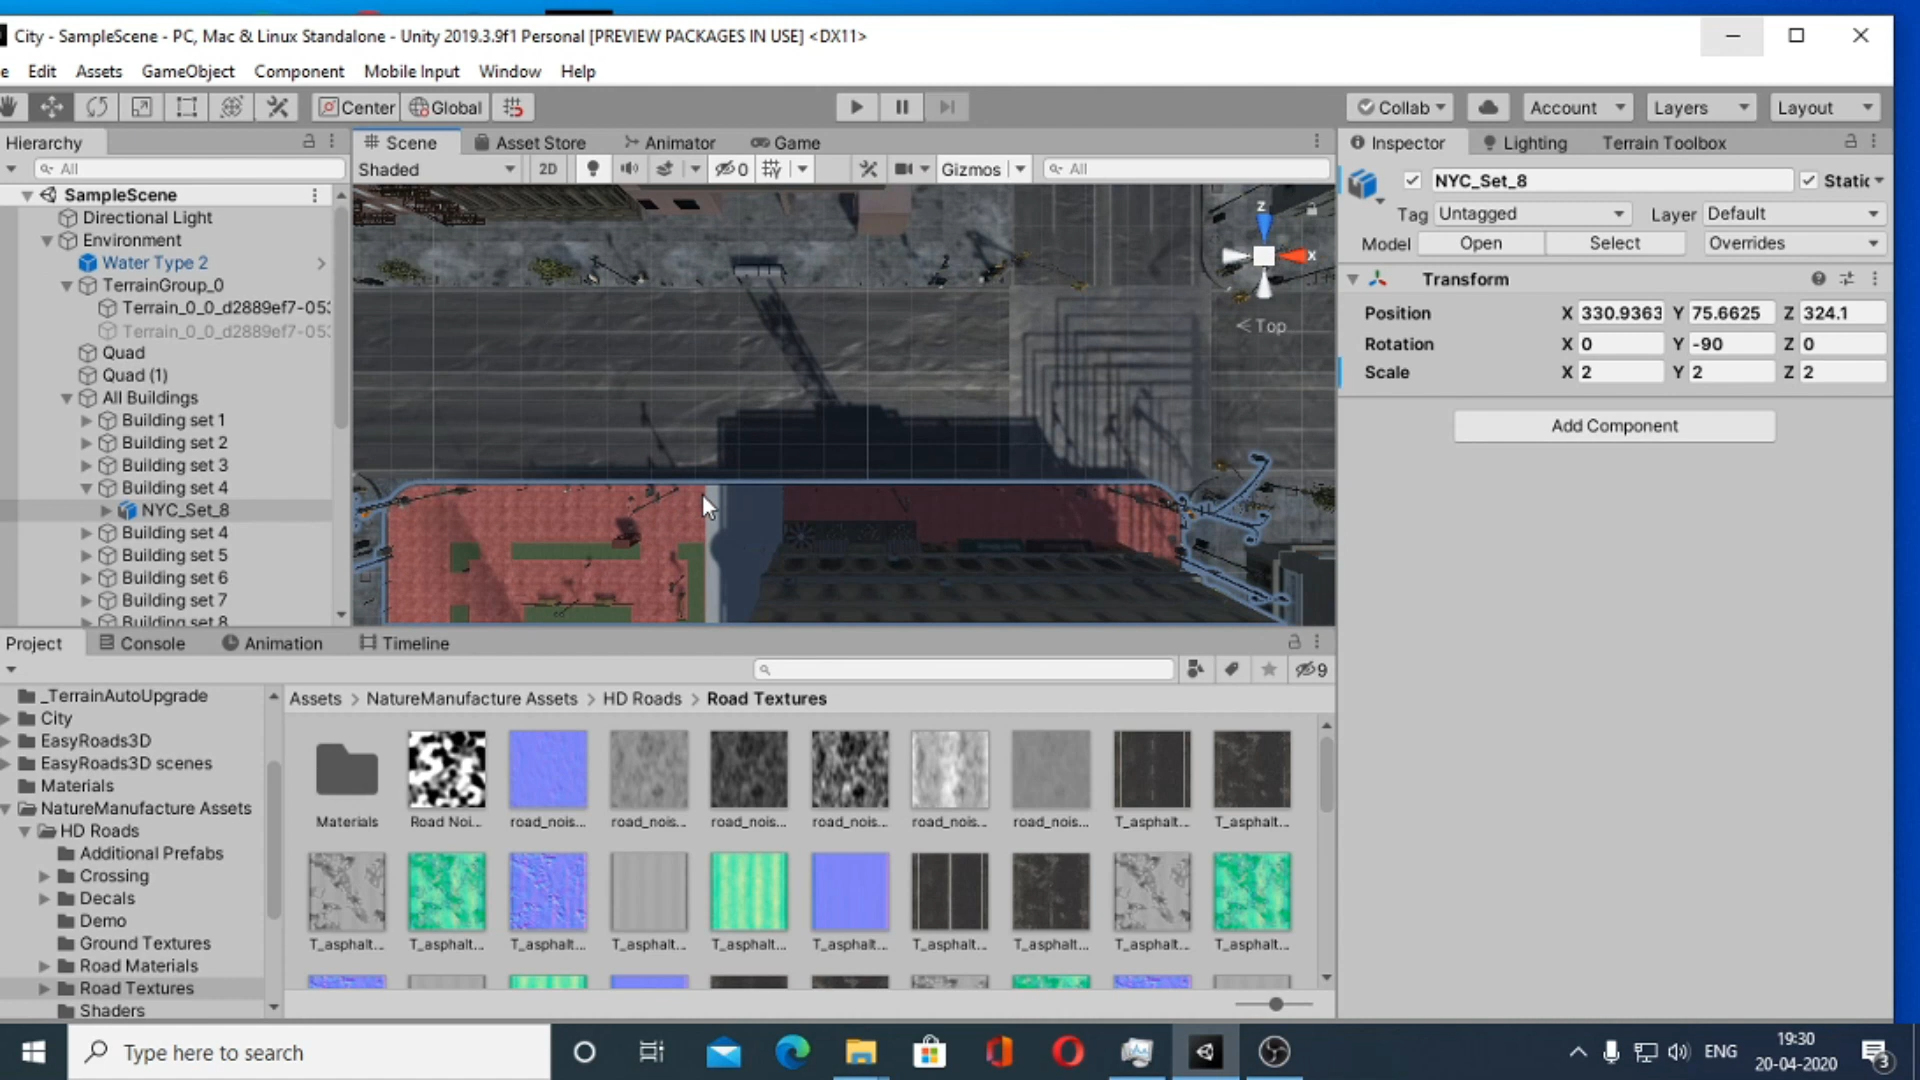 City - SampleScene - PC, Mac & Linux Standalone - Unity 2019.3.9f1 Personal [PREVIEW PACKAGES IN USE] <DX11>
e Edit Assets GameObject Component Mobile Input Window Help
Center Global Collab Account Layers Layout
Hierarchy
All
SampleScene
Directional Light
Environment
Water Type 2
TerrainGroup_0
Terrain_0_0_d2889ef7-053
Terrain_0_0_d2889ef7-053
Quad
Quad (1)
All Buildings
Building set 1
Building set 2
Building set 3
Building set 4
NYC_Set_8
Building set 4
Building set 5
Building set 6
Building set 7
Building set 8
Scene Asset Store Animator Game
Shaded 2D 0 Gizmos All
z
x
< Top
Inspector Lighting Terrain Toolbox
NYC_Set_8 Static
Tag Untagged Layer Default
Model Open Select Overrides
Transform
Position X 330.9363 Y 75.6625 Z 324.1
Rotation X 0 Y -90 Z 0
Scale X 2 Y 2 Z 2
Add Component
Project Console Animation Timeline
9
_TerrainAutoUpgrade
City
EasyRoads3D
EasyRoads3D scenes
Materials
NatureManufacture Assets
HD Roads
Additional Prefabs
Crossing
Decals
Demo
Ground Textures
Road Materials
Road Textures
Shaders
Assets > NatureManufacture Assets > HD Roads > Road Textures
Materials Road Noi... road_nois... road_nois... road_nois... road_nois... road_nois... road_nois... T_asphalt... T_asphalt...
T_asphalt... T_asphalt... T_asphalt... T_asphalt... T_asphalt... T_asphalt... T_asphalt... T_asphalt... T_asphalt... T_asphalt...
Type here to search
ENG
19:30
20-04-2020
3